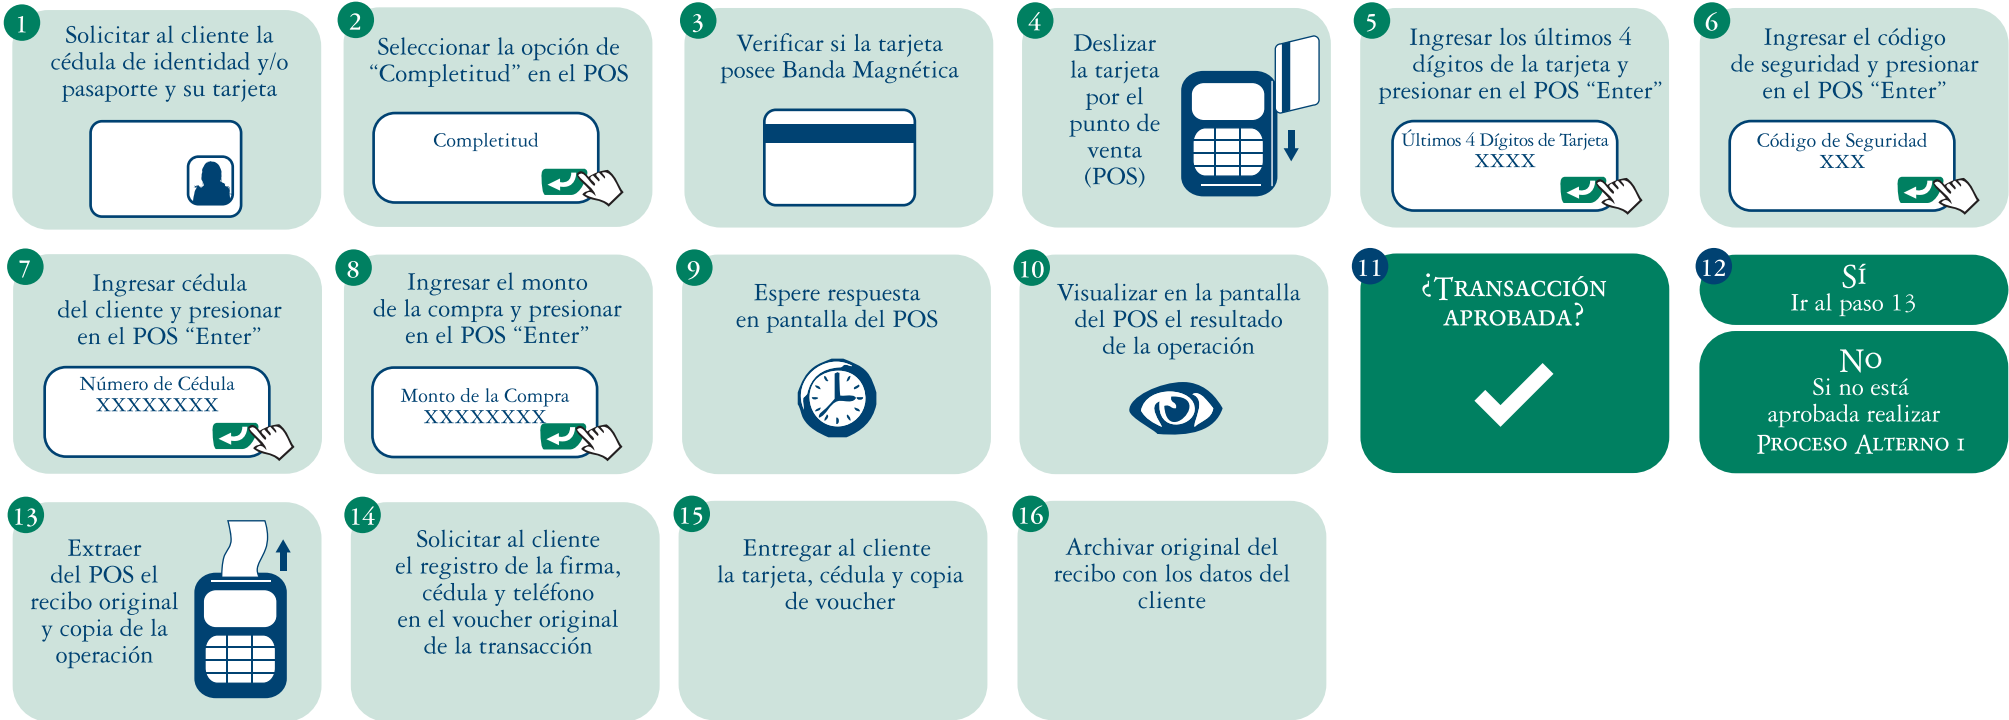 1
Solicitar al cliente la
cédula de identidad y/o
pasaporte y su tarjeta
2
Seleccionar la opción de
“Completitud” en el POS
Completitud
3
Verificar si la tarjeta
posee Banda Magnética
4
Deslizar
la tarjeta
por el
punto de
venta
(POS)
5
Ingresar los últimos 4
dígitos de la tarjeta y
presionar en el POS “Enter”
Últimos 4 Dígitos de Tarjeta
XXXX
6
Ingresar el código
de seguridad y presionar
en el POS “Enter”
Código de Seguridad
XXX
7
Ingresar cédula
del cliente y presionar
en el POS “Enter”
Número de Cédula
XXXXXXXX
8
Ingresar el monto
de la compra y presionar
en el POS “Enter”
Monto de la Compra
XXXXXXXX
9
Espere respuesta
en pantalla del POS
10
Visualizar en la pantalla
del POS el resultado
de la operación
11
¿Transacción
aprobada?
12
Sí
Ir al paso 13
No
Si no está
aprobada realizar
Proceso Alterno 1
13
Extraer
del POS el
recibo original
y copia de la
operación
14
Solicitar al cliente
el registro de la firma,
cédula y teléfono
en el voucher original
de la transacción
15
Entregar al cliente
la tarjeta, cédula y copia
de voucher
16
Archivar original del
recibo con los datos del
cliente